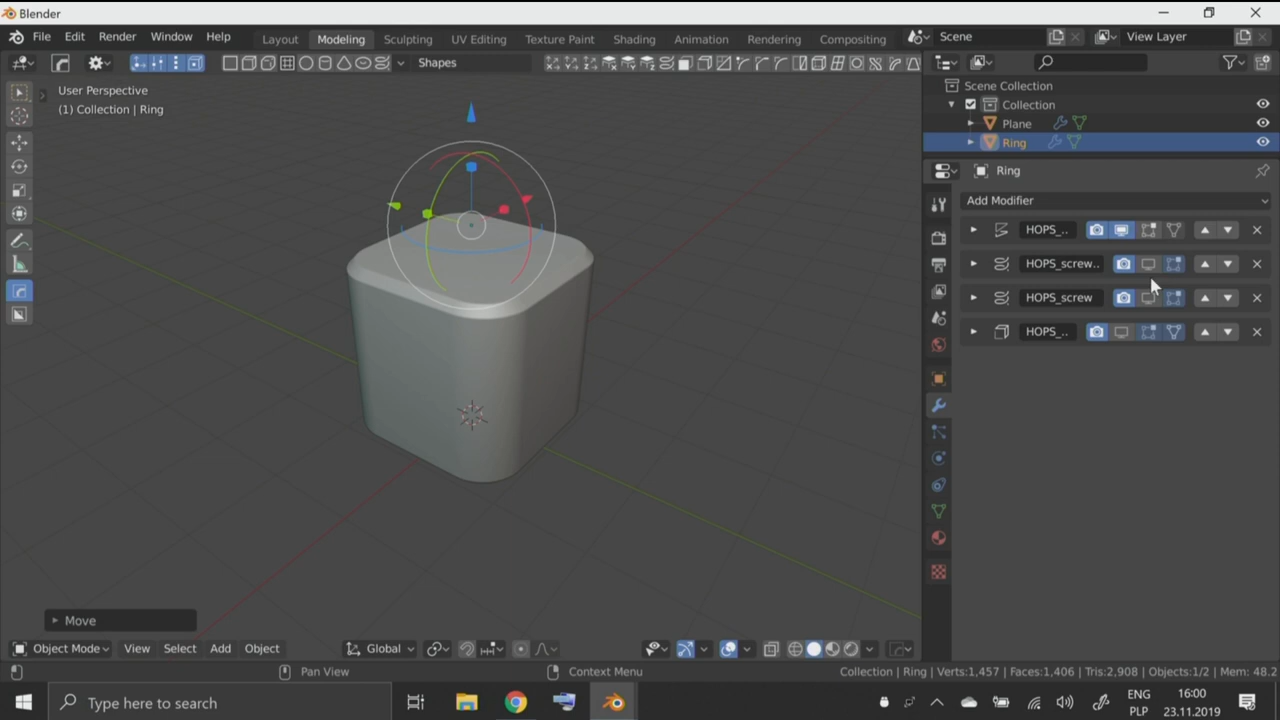 Blender
File Edit Render Window Help
Layout Modeling Sculpting UV Editing Texture Paint Shading Animation Rendering Compositing
Scene
View Layer
Shapes
User Perspective
(1) Collection | Ring
Scene Collection
Collection
Plane
Ring
Ring
Add Modifier
HOPS_..
HOPS_screw..
HOPS_screw
HOPS_..
Move
Object Mode View Select Add Object Global
Pan View Context Menu Collection | Ring | Verts:1,457 | Faces:1,406 | Tris:2,908 | Objects:1/2 | Mem: 48.2
Type here to search
ENG
PLP
16:00
23.11.2019